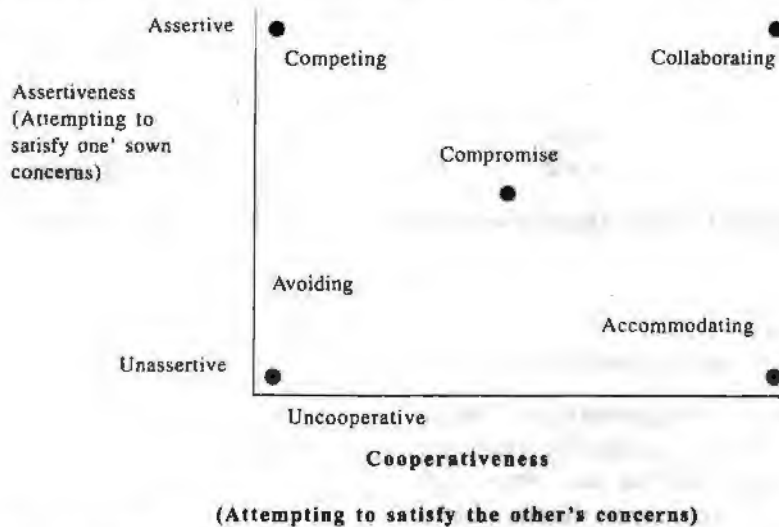 Assertive
Competing
Collaborating
Assertiveness
(Attempting to
satisfy one' sown
concerns)
Compromise
Avoiding
Accommodating
Unassertive
Uncooperative
Cooperativeness
(Attempting to satisfy the other's concerns)